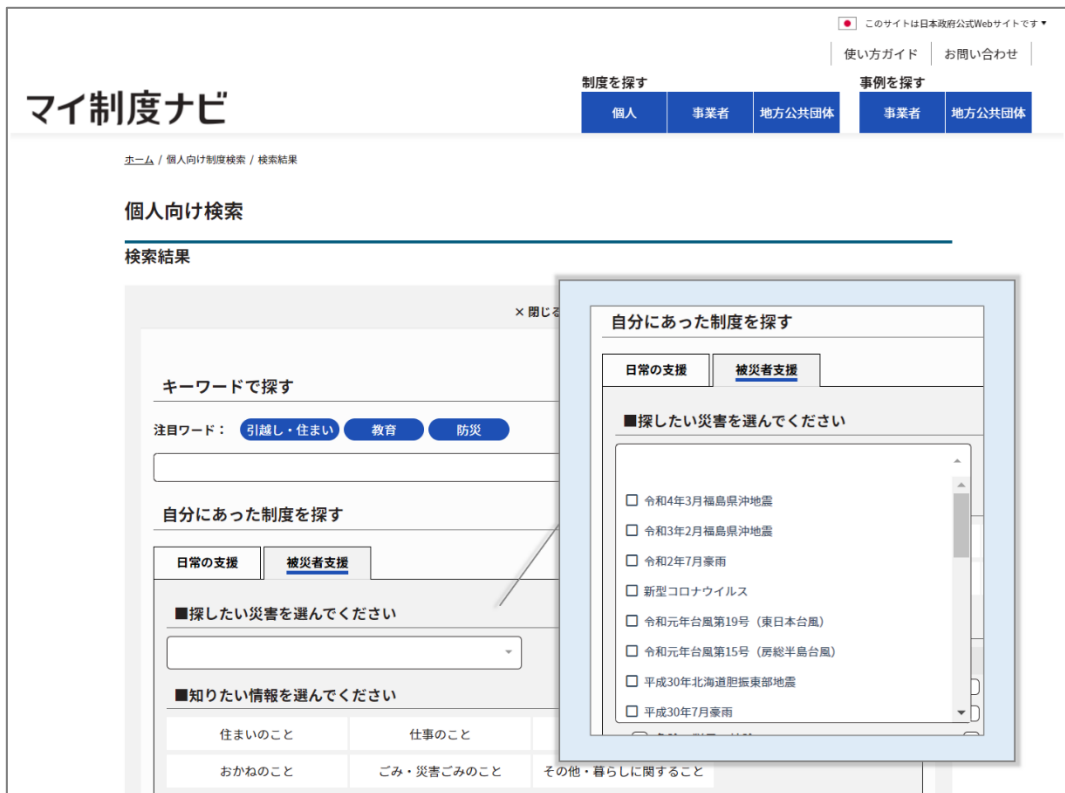 このサイトは日本政府公式Webサイトです
使い方ガイド お問い合わせ
マイ制度ナビ
制度を探す 事例を探す
個人 事業者 地方公共団体 事業者 地方公共団体
ホーム / 個人向け制度検索 / 検索結果
個人向け検索
検索結果
×閉じる
キーワードで探す
注目ワード： 引越し・住まい 教育 防災
自分にあった制度を探す
日常の支援 被災者支援
■探したい災害を選んでください
■知りたい情報を選んでください
住まいのこと 仕事のこと
おかねのこと ごみ・災害ごみのこと その他・暮らしに関すること
自分にあった制度を探す
日常の支援 被災者支援
■探したい災害を選んでください
令和4年3月福島県沖地震
令和3年2月福島県沖地震
令和2年7月豪雨
新型コロナウイルス
令和元年台風第19号（東日本台風）
令和元年台風第15号（房総半島台風）
平成30年北海道胆振東部地震
平成30年7月豪雨